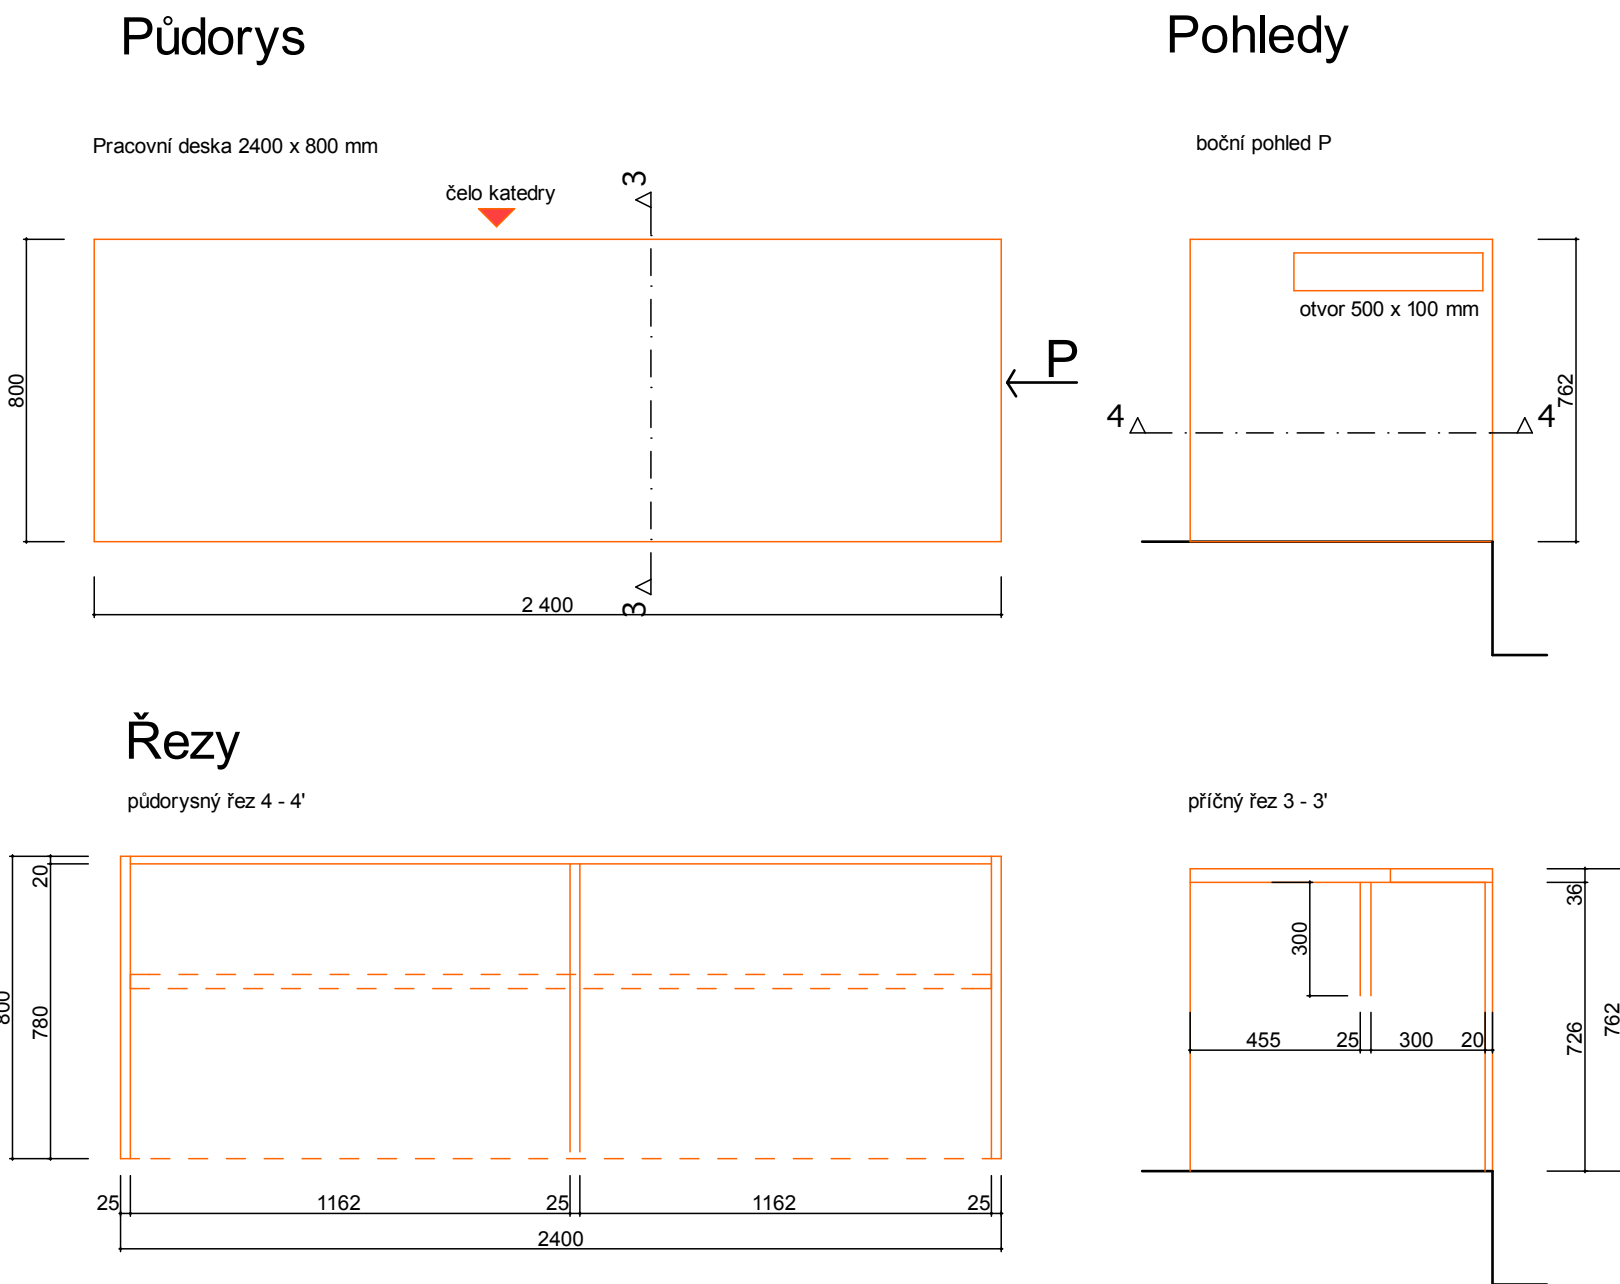 Půdorys
Pohledy
Pracovní deska 2400 x 800 mm
boční pohled P
čelo katedry
3
otvor 500 x 100 mm
P
800
762
4
4
2 400
3
Řezy
půdorysný řez 4 - 4'
příčný řez 3 - 3'
20
800
780
25
1162
25
1162
25
2400
36
300
455
25
300
20
726
762